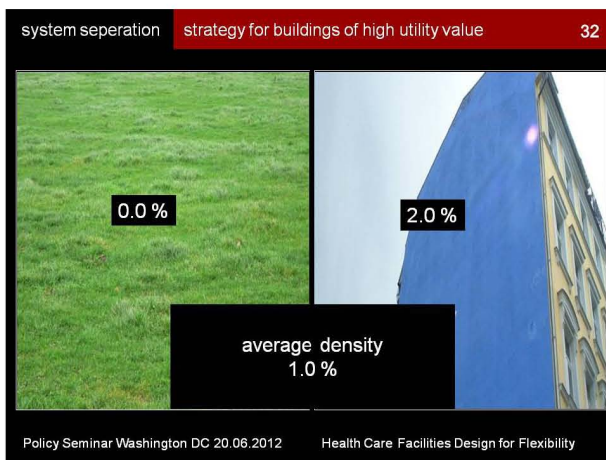 system seperation strategy for buildings of high utility value 32
0.0 %
2.0 %
average density
1.0 %
Policy Seminar Washington DC 20.06.2012 Health Care Facilities Design for Flexibility